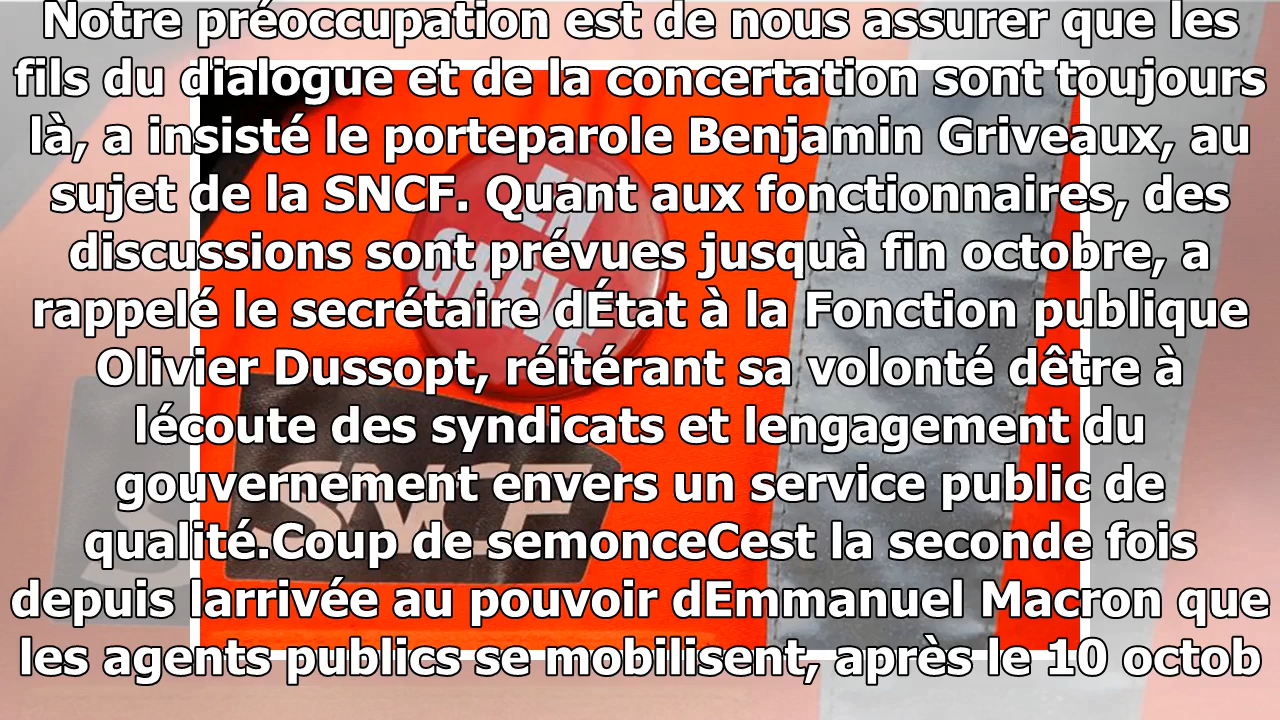 Notre préoccupation est de nous assurer que les
fils du dialogue et de la concertation sont toujours
là, a insisté le porteparole Benjamin Griveaux, au
sujet de la SNCF. Quant aux fonctionnaires, des
discussions sont prévues jusquà fin octobre, a
rappelé le secrétaire dÉtat à la Fonction publique
Olivier Dussopt, réitérant sa volonté dêtre à
lécoute des syndicats et lengagement du
gouvernement envers un service public de
qualité.Coup de semonceCest la seconde fois
depuis larrivée au pouvoir dEmmanuel Macron que
les agents publics se mobilisent, après le 10 octob
EN
GRÈVE
SNCF